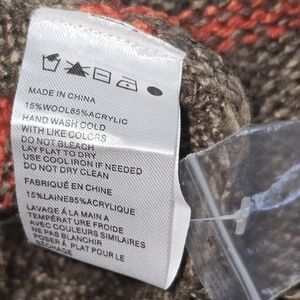 MADE IN CHINA
15%WOOL85%ACRYLIC
HAND WASH COLD
WITH LIKE COLORS
DO NOT BLEACH
LAY FLAT TO DRY
USE COOL IRON IF NEEDED
DO NOT DRY CLEAN
FABRIQUÉ EN CHINE
15%LAINE85%ACRYLIQUE
LAVAGE Á LA MAIN A
TEMPÉRATURE FROIDE
AVEC COULEURS SIMILAIRES
NE PAS BLANCHIR
POSER Á PLAT POUR LE
SÉCHAGE